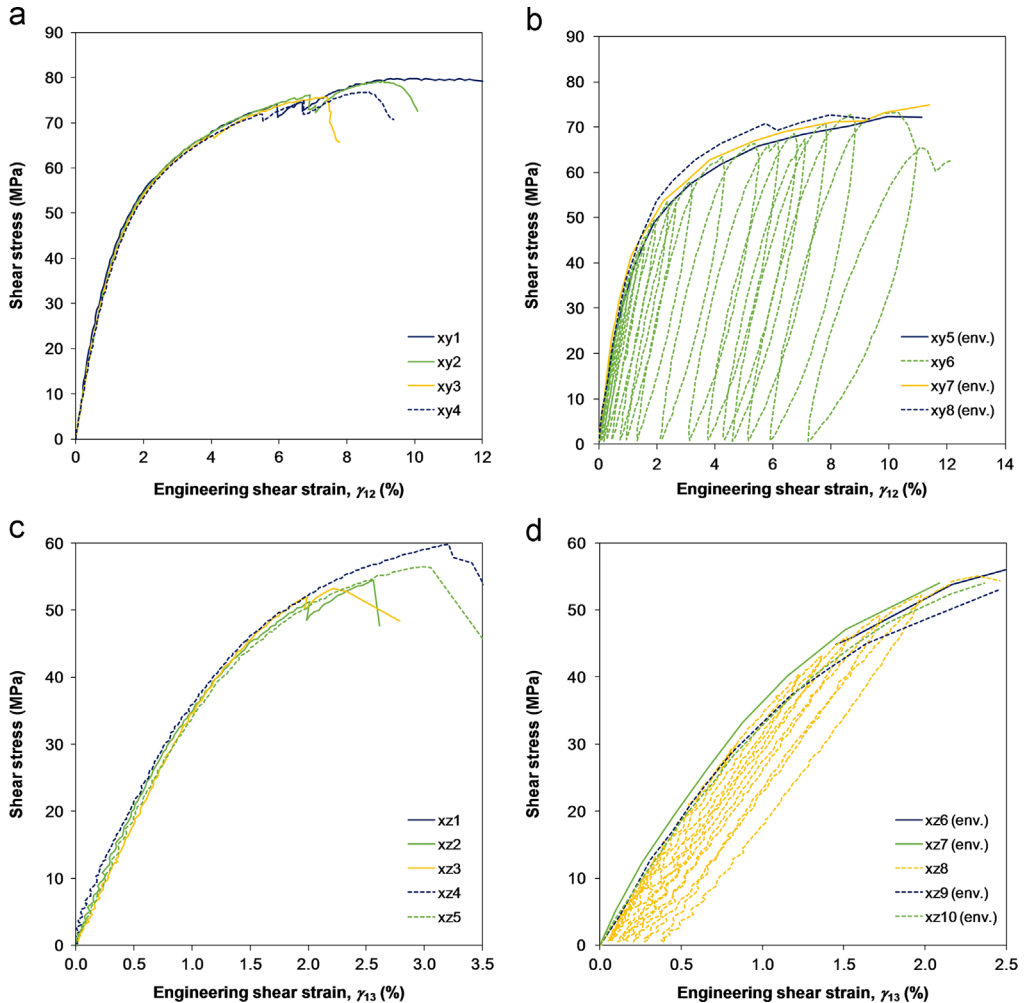 a
Shear stress (MPa)
90
80
70
60
50
40
30
20
10
0
xy1
xy2
xy3
xy4
0 2 4 6 8 10 12
Engineering shear strain, γ12 (%)
b
Shear stress (MPa)
90
80
70
60
50
40
30
20
10
0
xy5 (env.)
xy6
xy7 (env.)
xy8 (env.)
0 2 4 6 8 10 12 14
Engineering shear strain, γ12 (%)
c
Shear stress (MPa)
60
50
40
30
20
10
0
xz1
xz2
xz3
xz4
xz5
0.0 0.5 1.0 1.5 2.0 2.5 3.0 3.5
Engineering shear strain, γ13 (%)
d
Shear stress (MPa)
60
50
40
30
20
10
0
xz6 (env.)
xz7 (env.)
xz8
xz9 (env.)
xz10 (env.)
0.0 0.5 1.0 1.5 2.0 2.5
Engineering shear strain, γ13 (%)